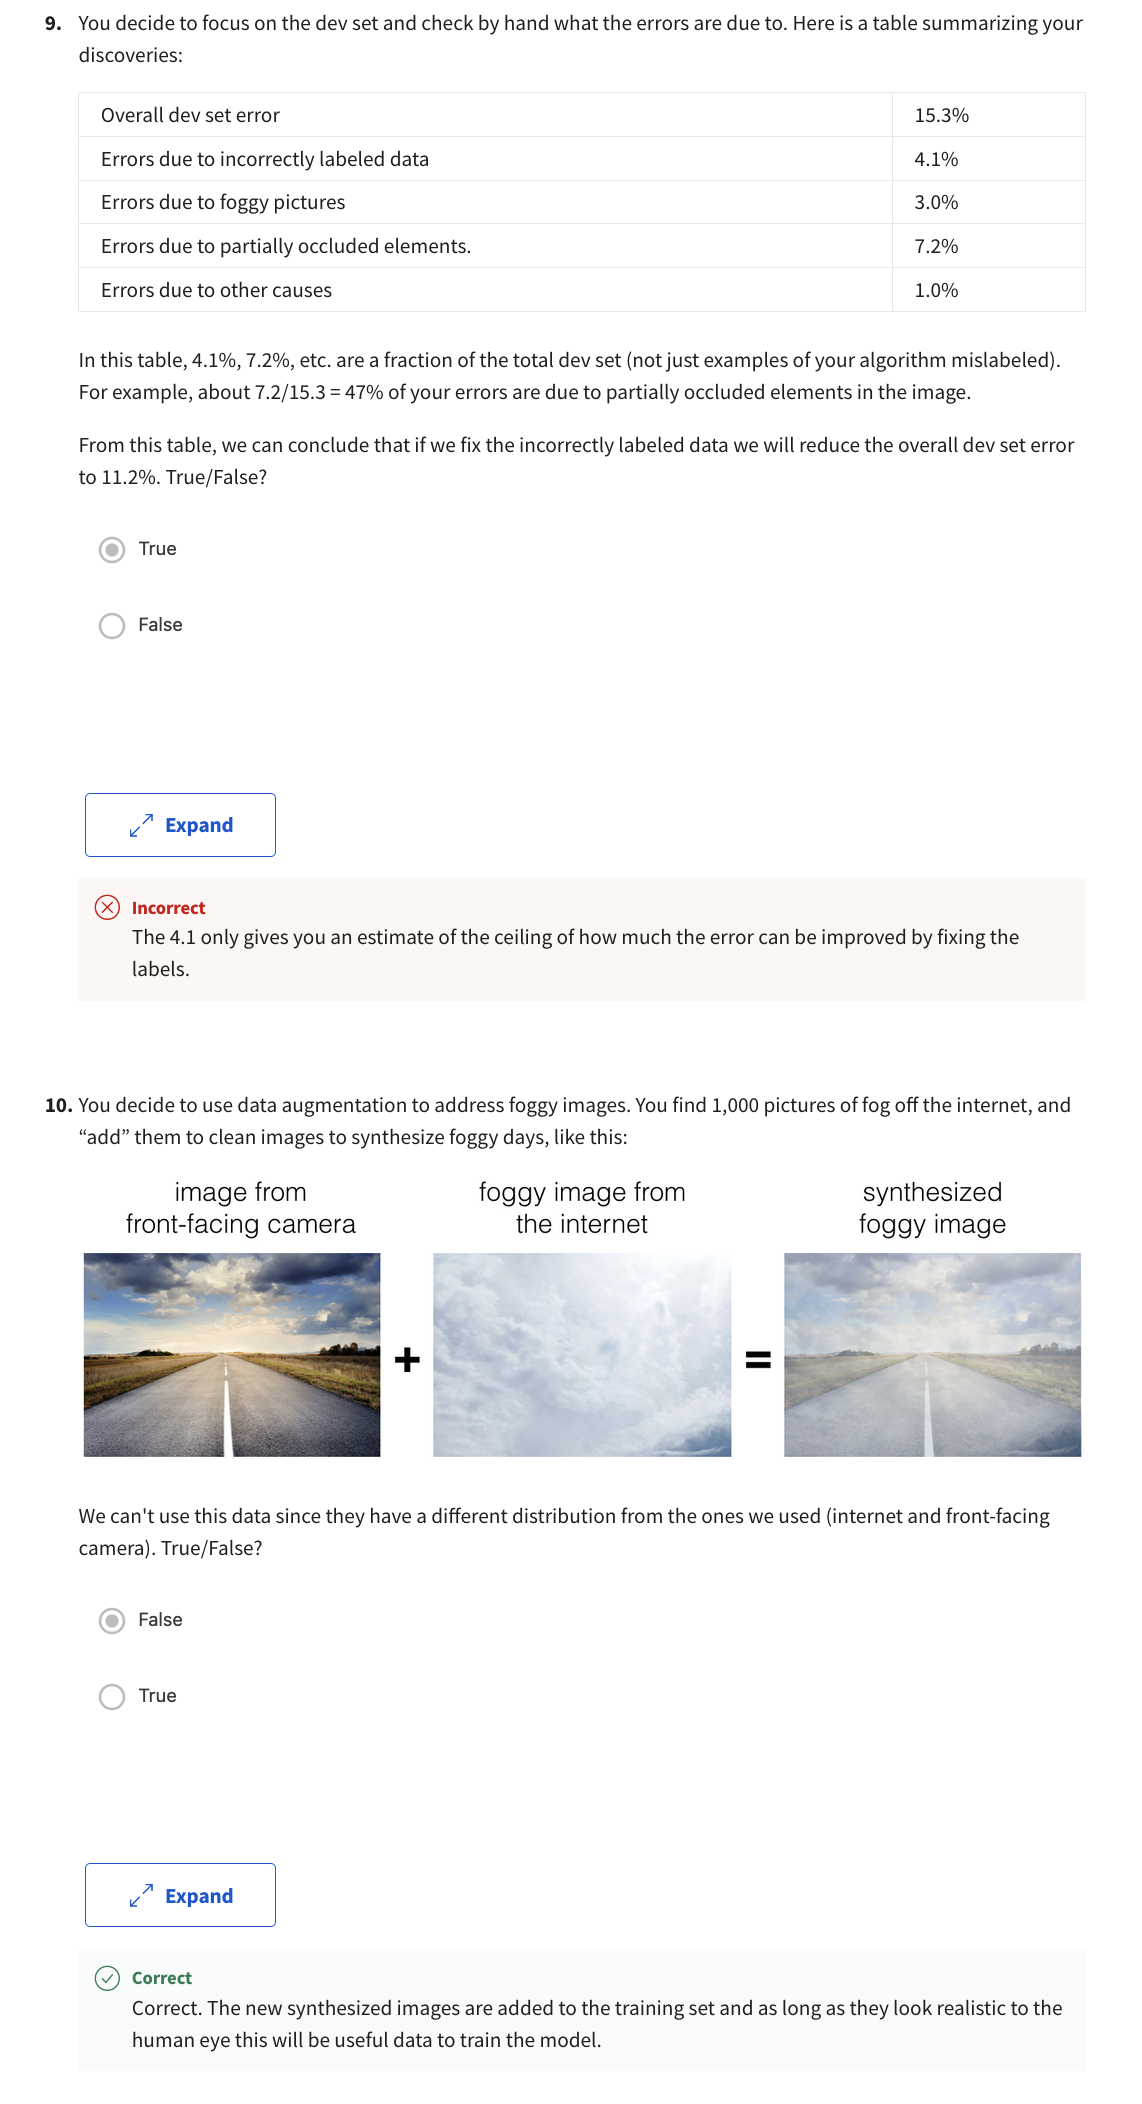 9. You decide to focus on the dev set and check by hand what the errors are due to. Here is a table summarizing your
discoveries:
Overall dev set error 15.3%
Errors due to incorrectly labeled data 4.1%
Errors due to foggy pictures 3.0%
Errors due to partially occluded elements. 7.2%
Errors due to other causes 1.0%
In this table, 4.1%, 7.2%, etc. are a fraction of the total dev set (not just examples of your algorithm mislabeled).
For example, about 7.2/15.3 = 47% of your errors are due to partially occluded elements in the image.
From this table, we can conclude that if we fix the incorrectly labeled data we will reduce the overall dev set error
to 11.2%. True/False?
True
False
Expand
Incorrect
The 4.1 only gives you an estimate of the ceiling of how much the error can be improved by fixing the
labels.
10. You decide to use data augmentation to address foggy images. You find 1,000 pictures of fog off the internet, and
“add” them to clean images to synthesize foggy days, like this:
image from foggy image from synthesized
front-facing camera the internet foggy image
+ =
We can't use this data since they have a different distribution from the ones we used (internet and front-facing
camera). True/False?
False
True
Expand
Correct
Correct. The new synthesized images are added to the training set and as long as they look realistic to the
human eye this will be useful data to train the model.